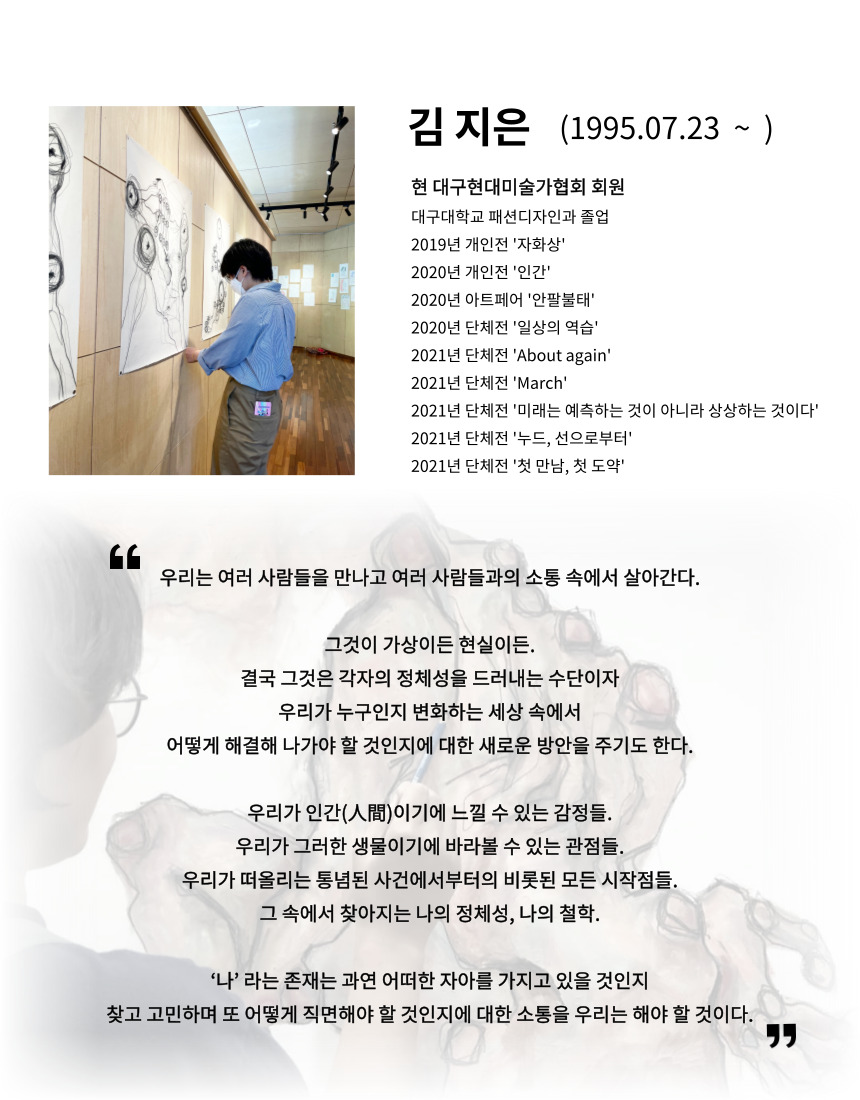 김 지은 (1995.07.23 ~ )
현 대구현대미술가협회 회원
대구대학교 패션디자인과 졸업
2019년 개인전 '자화상'
2020년 개인전 '인간'
2020년 아트페어 '안팔불태'
2020년 단체전 '일상의 역습'
2021년 단체전 'About again'
2021년 단체전 'March'
2021년 단체전 '미래는 예측하는 것이 아니라 상상하는 것이다'
2021년 단체전 '누드, 선으로부터'
2021년 단체전 '첫 만남, 첫 도약'
“
우리는 여러 사람들을 만나고 여러 사람들과의 소통 속에서 살아간다.
그것이 가상이든 현실이든.
결국 그것은 각자의 정체성을 드러내는 수단이자
우리가 누구인지 변화하는 세상 속에서
어떻게 해결해 나가야 할 것인지에 대한 새로운 방안을 주기도 한다.
우리가 인간(人間)이기에 느낄 수 있는 감정들.
우리가 그러한 생물이기에 바라볼 수 있는 관점들.
우리가 떠올리는 통념된 사건에서부터의 비롯된 모든 시작점들.
그 속에서 찾아지는 나의 정체성, 나의 철학.
‘나’ 라는 존재는 과연 어떠한 자아를 가지고 있을 것인지
찾고 고민하며 또 어떻게 직면해야 할 것인지에 대한 소통을 우리는 해야 할 것이다.
”